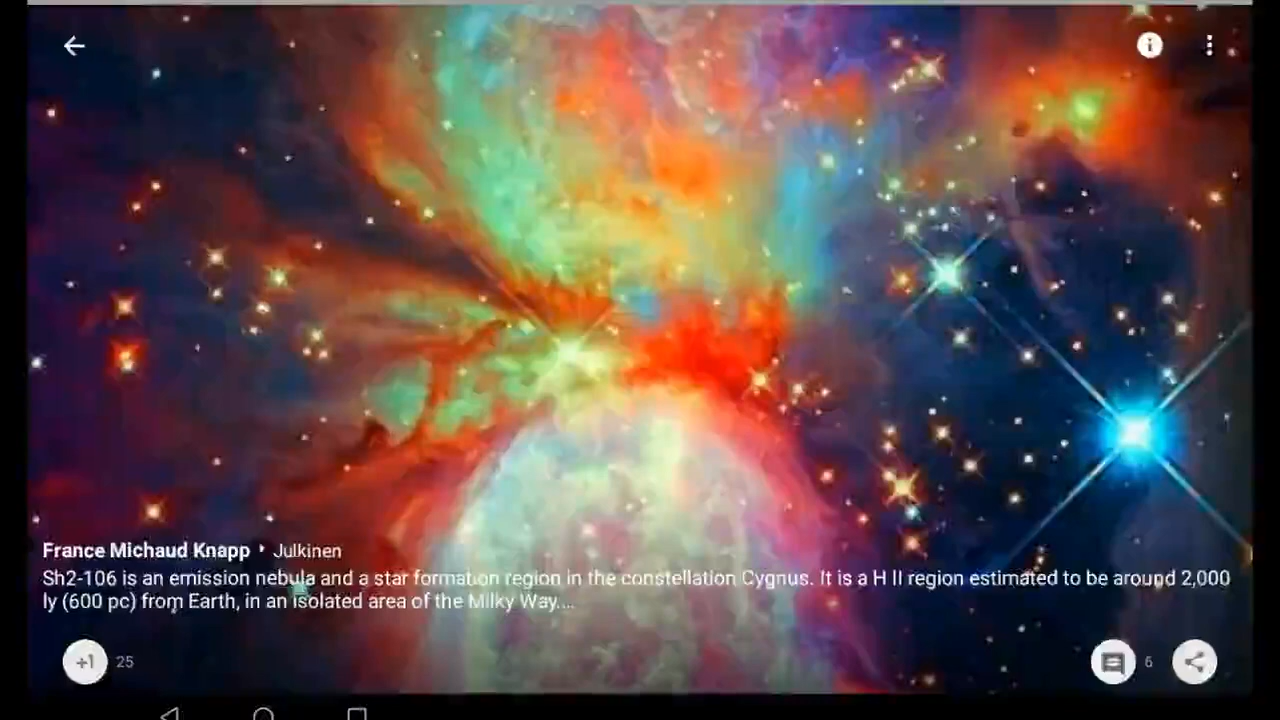 France Michaud Knapp ‣ Julkinen
Sh2-106 is an emission nebula and a star formation region in the constellation Cygnus. It is a H II region estimated to be around 2,000
ly (600 pc) from Earth, in an isolated area of the Milky Way....
+1 25
6